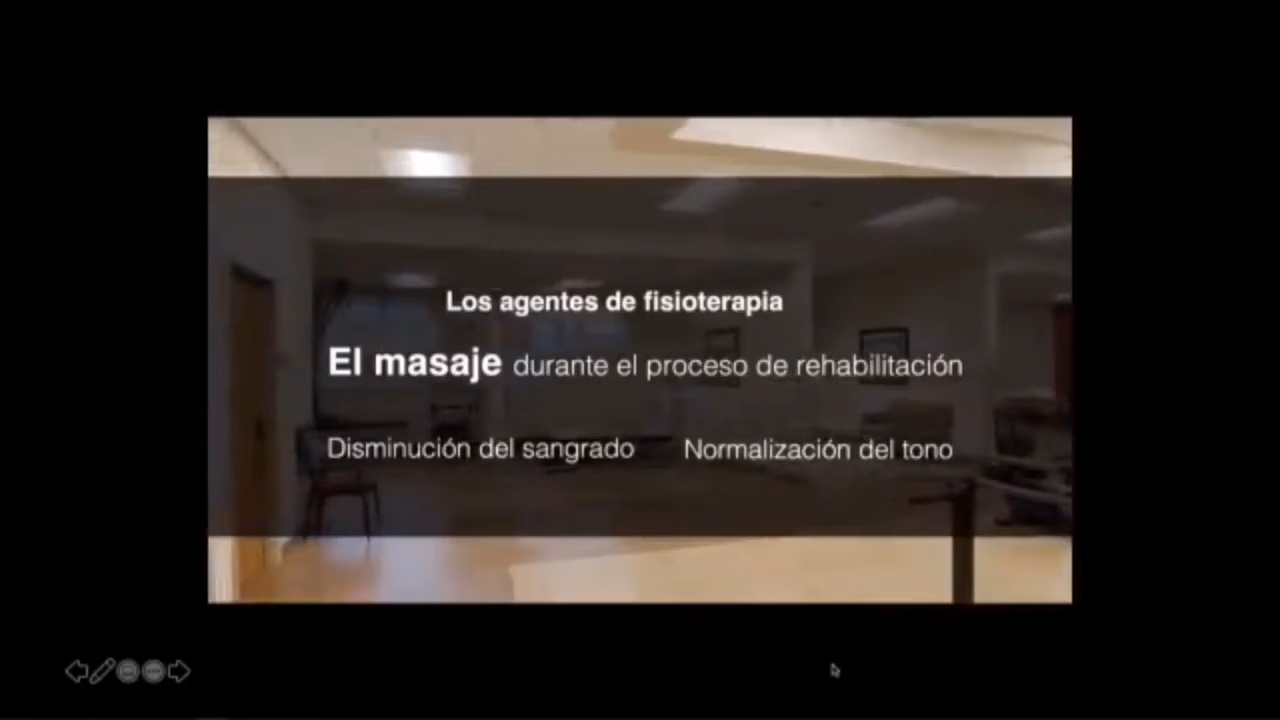 Los agentes de fisioterapia
El masaje durante el proceso de rehabilitación
Disminución del sangrado Normalización del tono